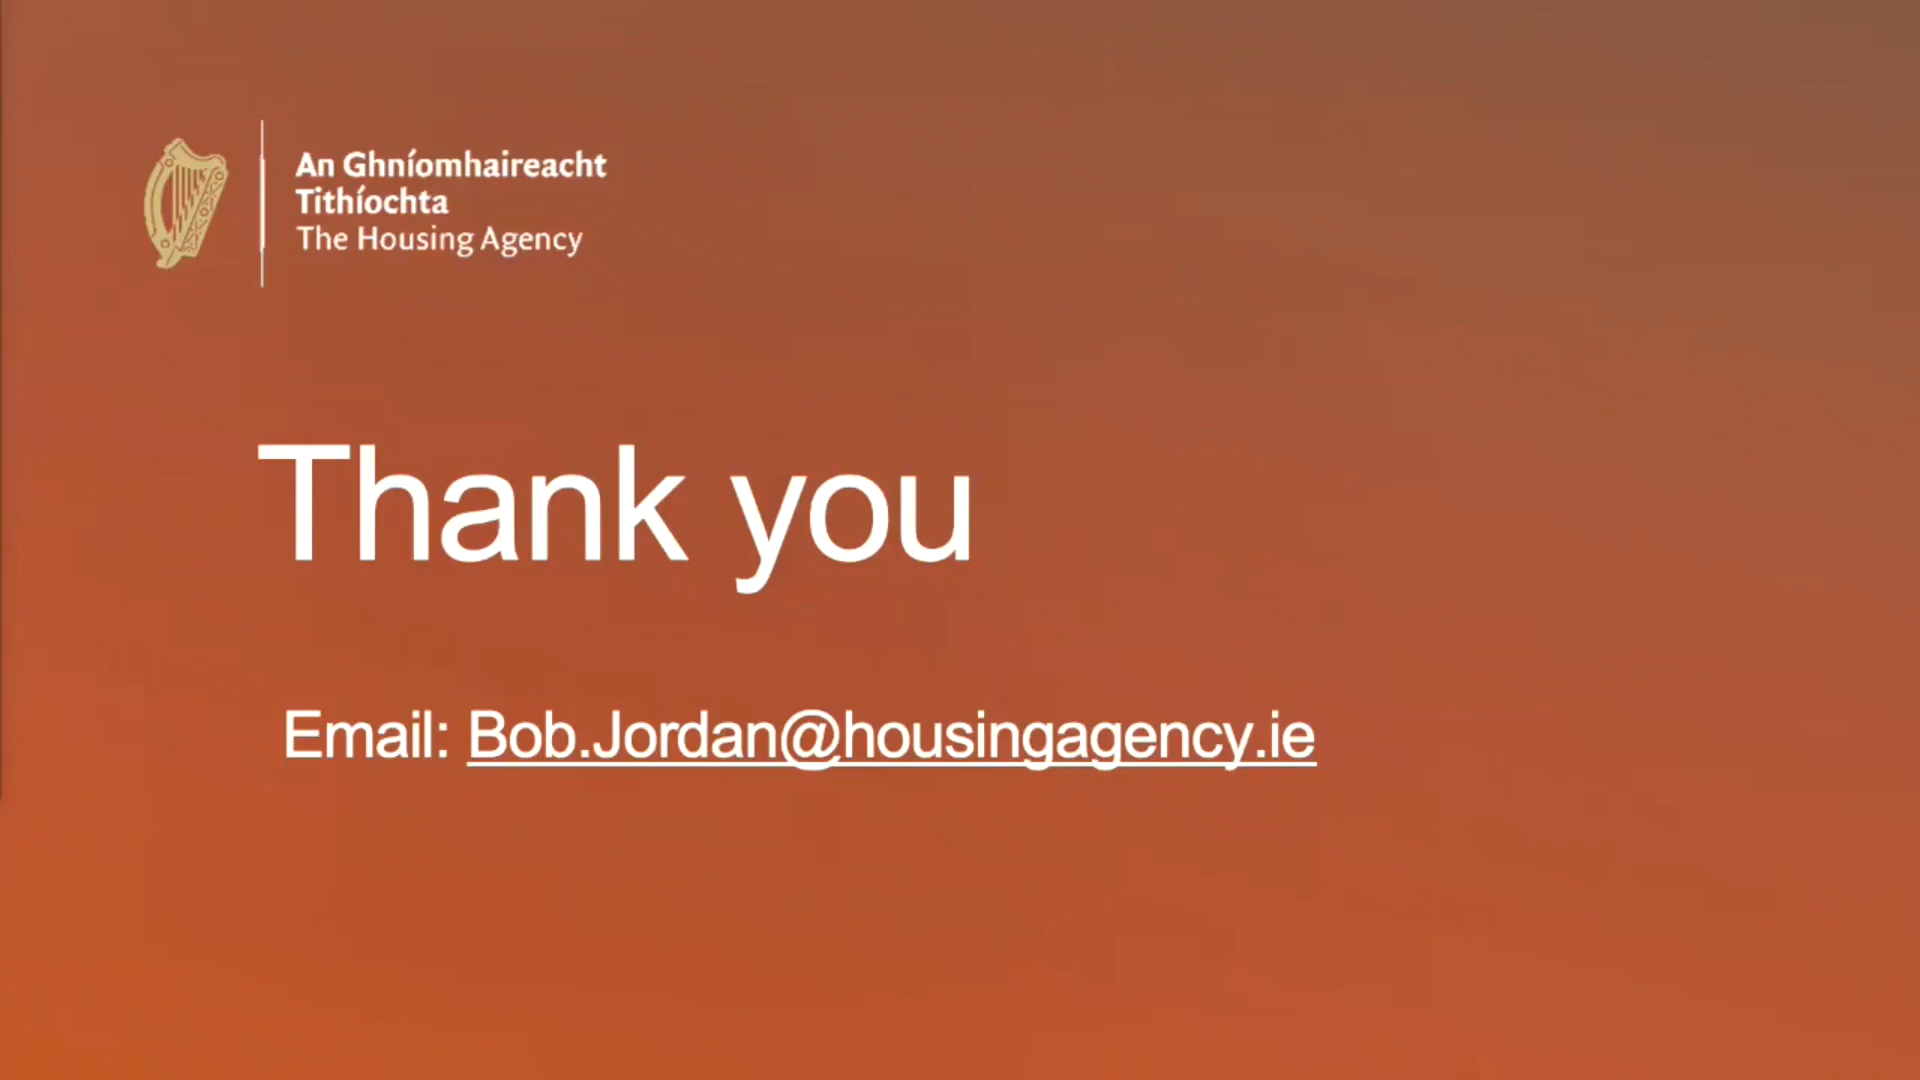 An Ghníomhaireacht
Tithíochta
The Housing Agency
Thank you
Email: Bob.Jordan@housingagency.ie